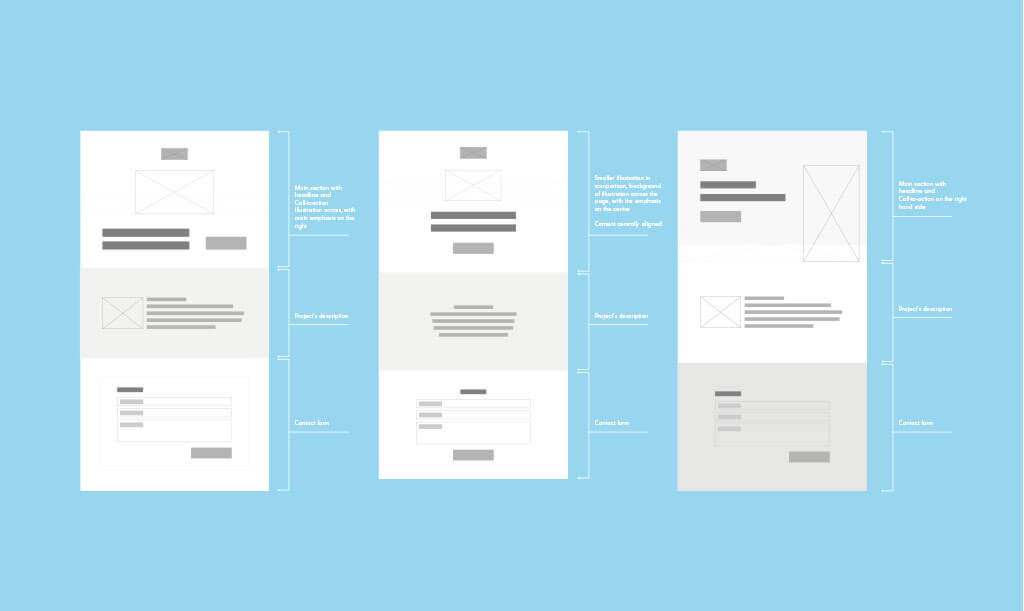 Main section with
headline and
Call-to-action
Illustration across, with
main emphasis on the
right
Project's description
Contact form
Smaller illustration in
comparison, background
of illustration across the
page, with the emphasis
on the centre
Content centrally aligned
Project's description
Contact form
Main section with
headline and
Call-to-action on the right
hand side
Project's description
Contact form